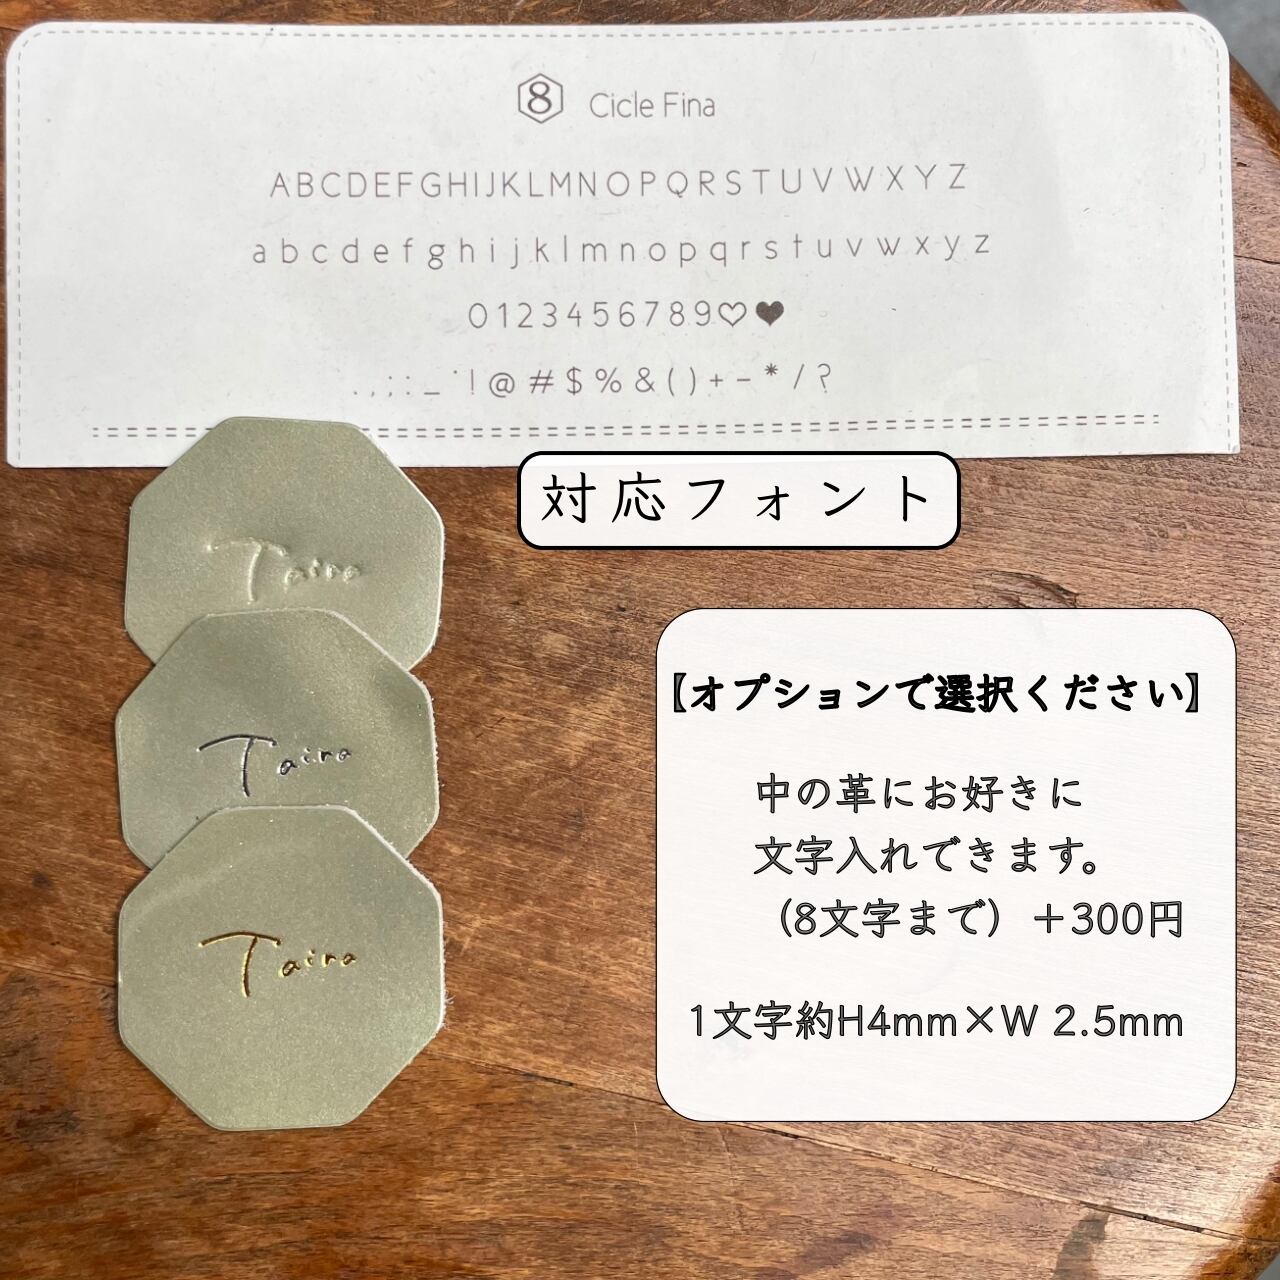 8 Cicle Fina
ABCDEFGHIJKLMNOPQRSTUVWXYZ
abcdefghijklmnopqrstuvwxyz
0123456789♡♥
.,;:_'!@#$%&()+-*/?
対応フォント
Taira
Taira
Taira
【オプションで選択ください】
中の革にお好きに
文字入れできます。
（8文字まで）＋300円
1文字約H4mm×W 2.5mm